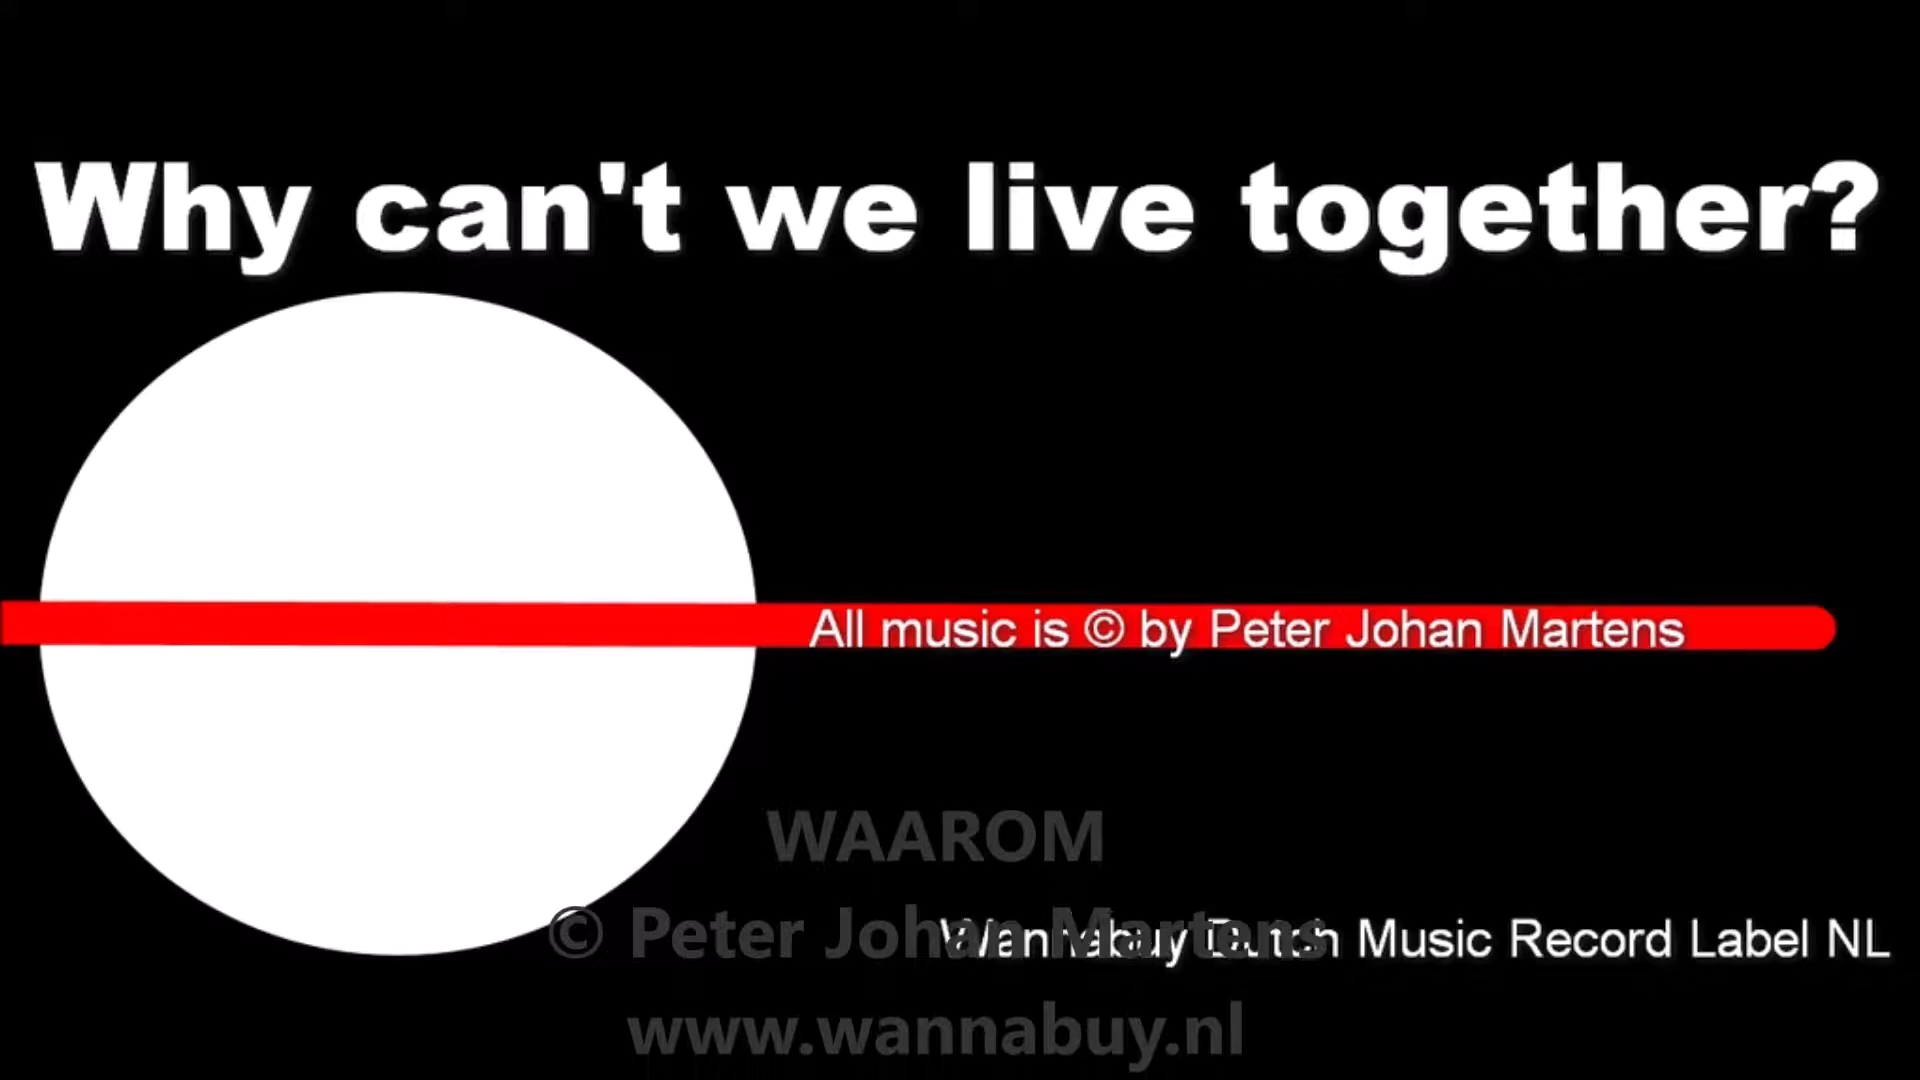 Why can't we live together?
All music is © by Peter Johan Martens
WAAROM
© Peter Johan Martens
Wannabuy Dutch Music Record Label NL
www.wannabuy.nl